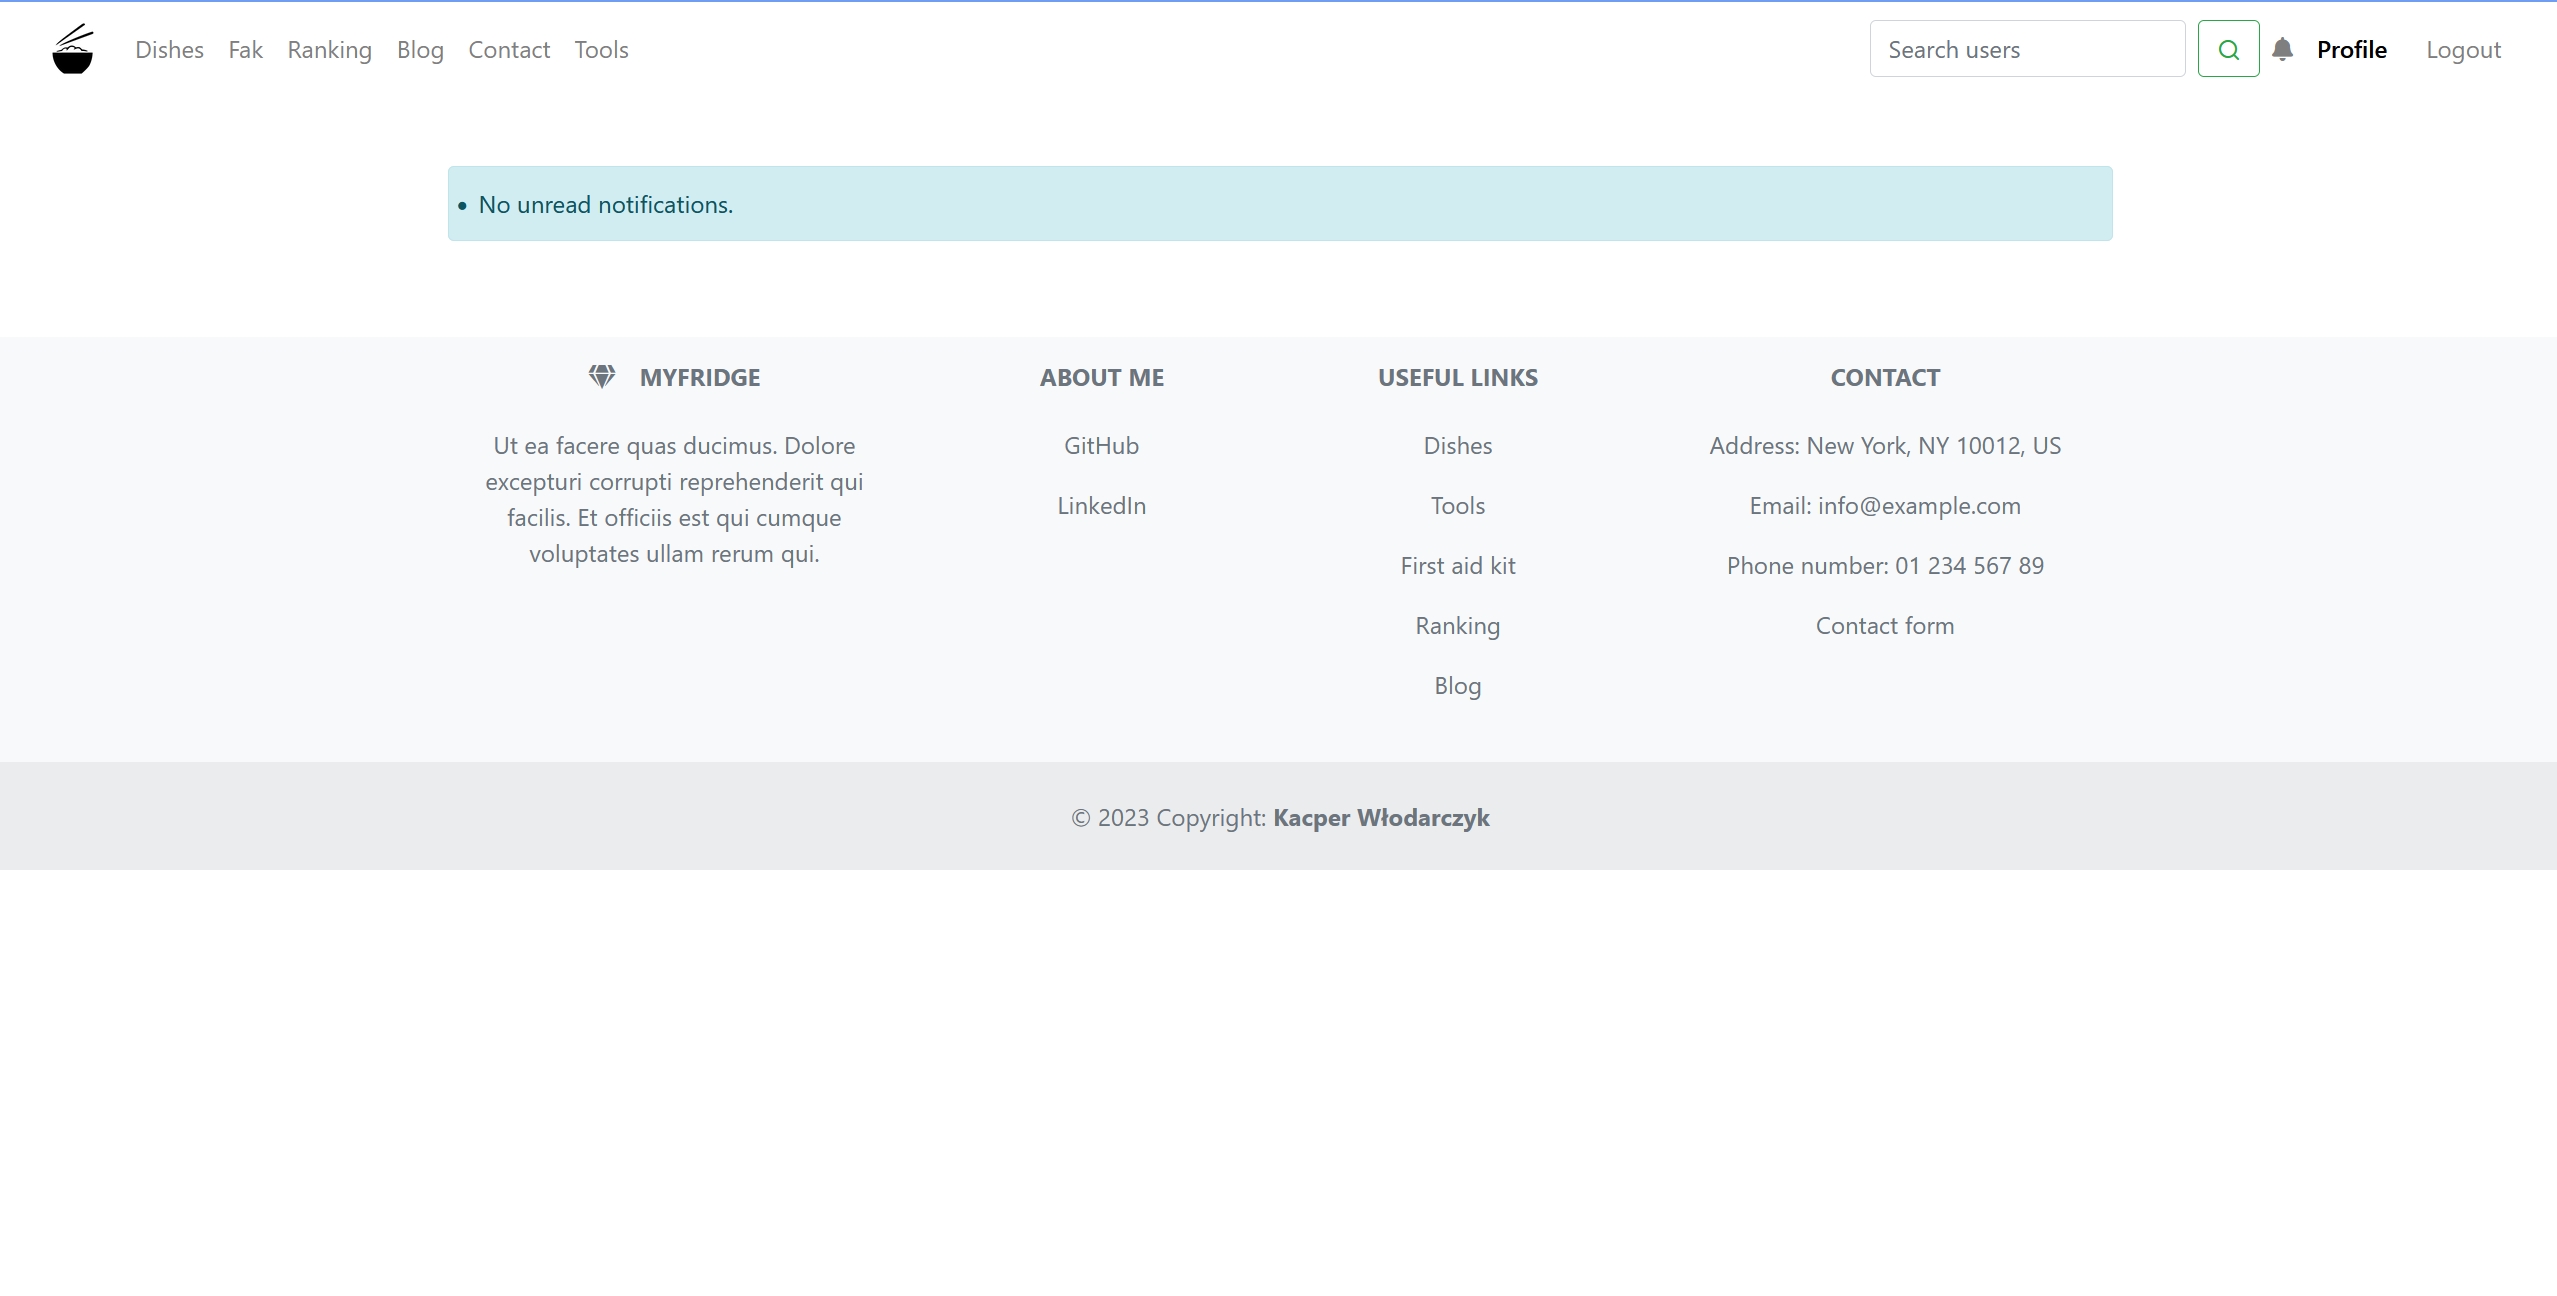 Dishes Fak Ranking Blog Contact Tools Search users Profile Logout
No unread notifications.
MYFRIDGE
Ut ea facere quas ducimus. Dolore
excepturi corrupti reprehenderit qui
facilis. Et officiis est qui cumque
voluptates ullam rerum qui.
ABOUT ME
GitHub
LinkedIn
USEFUL LINKS
Dishes
Tools
First aid kit
Ranking
Blog
CONTACT
Address: New York, NY 10012, US
Email: info@example.com
Phone number: 01 234 567 89
Contact form
© 2023 Copyright: Kacper Włodarczyk